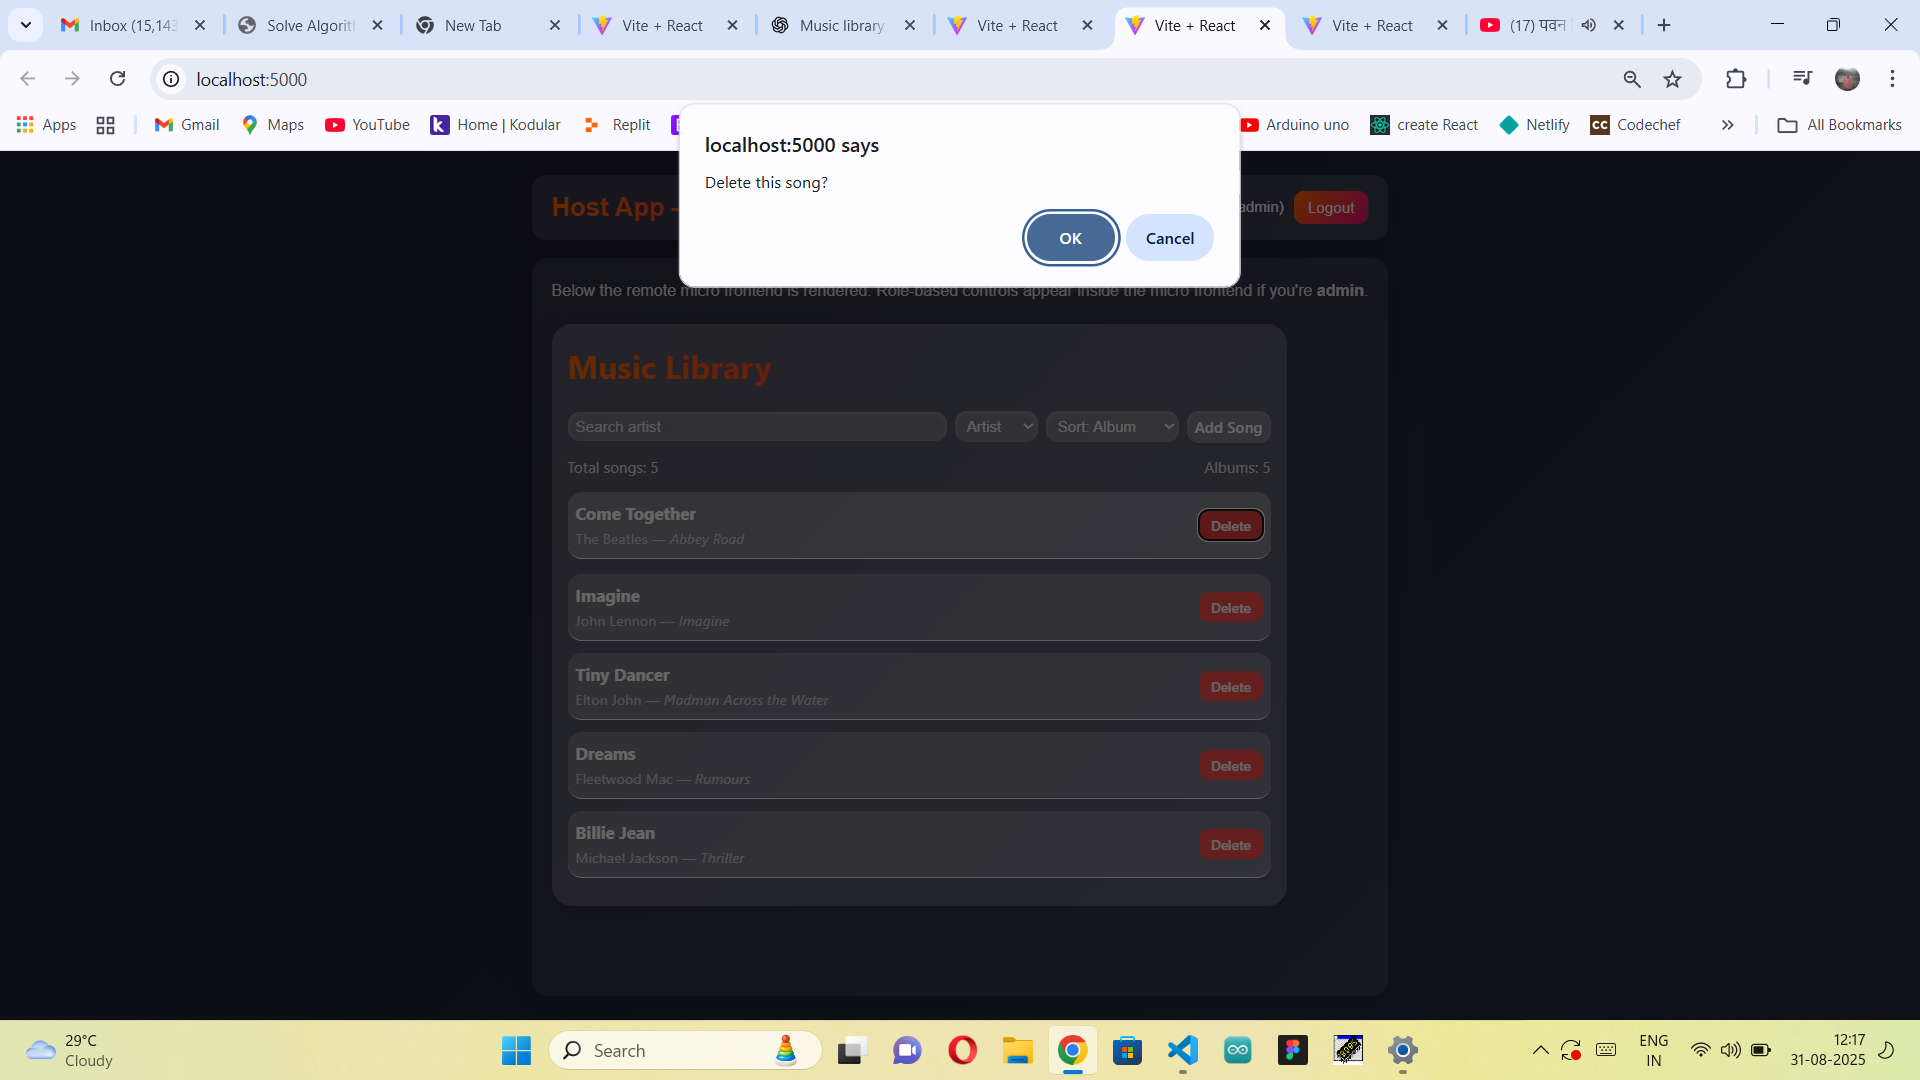 Inbox (15,143
Solve Algorit
New Tab
Vite + React
Music library
Vite + React
Vite + React
Vite + React
(17) पवन
localhost:5000
Apps
Gmail
Maps
YouTube
Home | Kodular
Replit
Arduino uno
create React
Netlify
CC Codechef
All Bookmarks
localhost:5000 says
Delete this song?
OK
Cancel
Host App -
admin)
Logout
Below the remote micro frontend is rendered. Role-based controls appear inside the micro frontend if you're admin.
Music Library
Search artist
Artist
Sort: Album
Add Song
Total songs: 5
Albums: 5
Come Together
The Beatles — Abbey Road
Delete
Imagine
John Lennon — Imagine
Delete
Tiny Dancer
Elton John — Madman Across the Water
Delete
Dreams
Fleetwood Mac — Rumours
Delete
Billie Jean
Michael Jackson — Thriller
Delete
29°C
Cloudy
Search
ENG
IN
12:17
31-08-2025